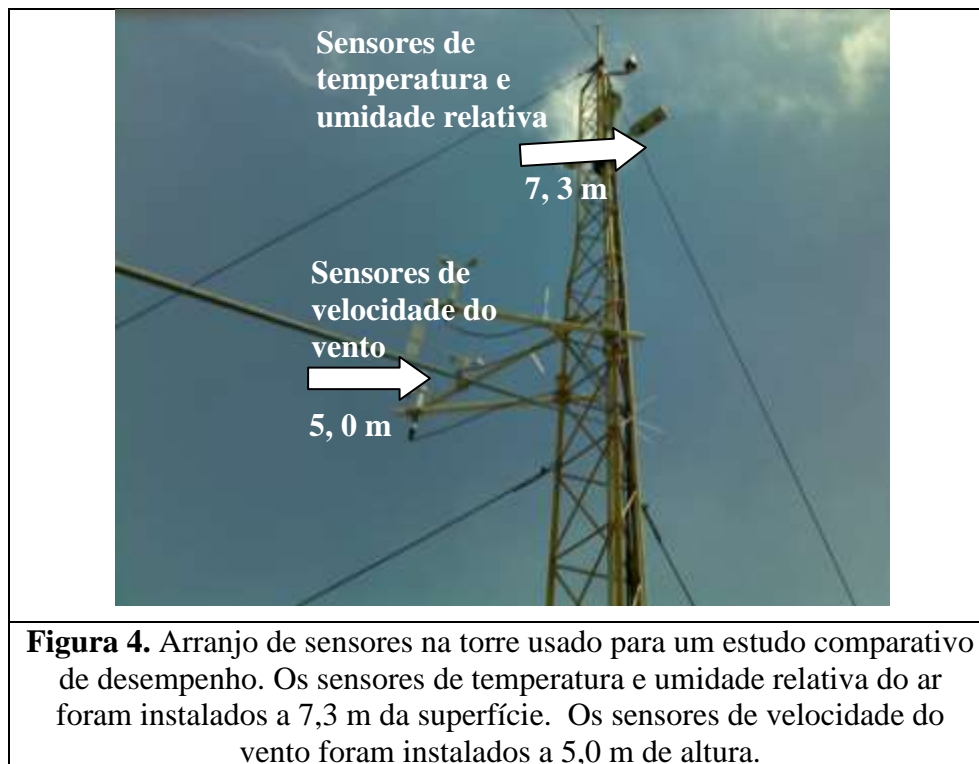 Sensores de
temperatura e
umidade relativa
7, 3 m
Sensores de
velocidade do
vento
5, 0 m
Figura 4. Arranjo de sensores na torre usado para um estudo comparativo
de desempenho. Os sensores de temperatura e umidade relativa do ar
foram instalados a 7,3 m da superfície.  Os sensores de velocidade do
vento foram instalados a 5,0 m de altura.